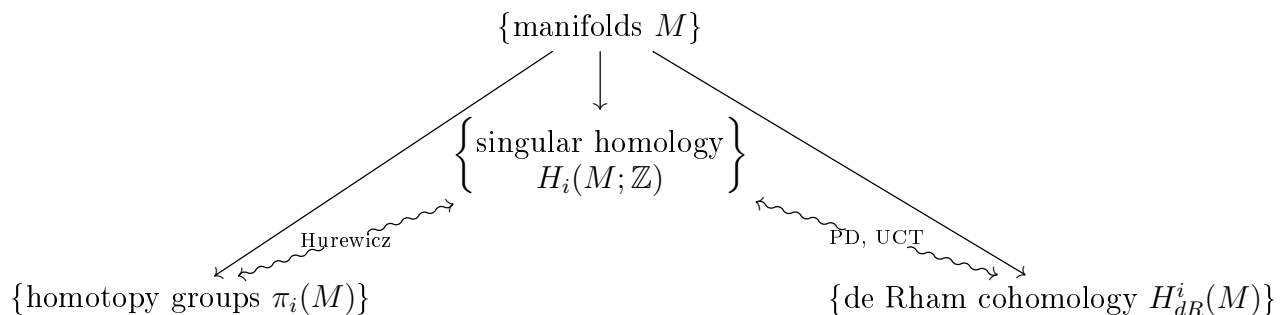 {manifolds M}
{singular homology
H_i(M; ℤ)}
Hurewicz
PD, UCT
{homotopy groups π_i(M)}
{de Rham cohomology H^i_{dR}(M)}